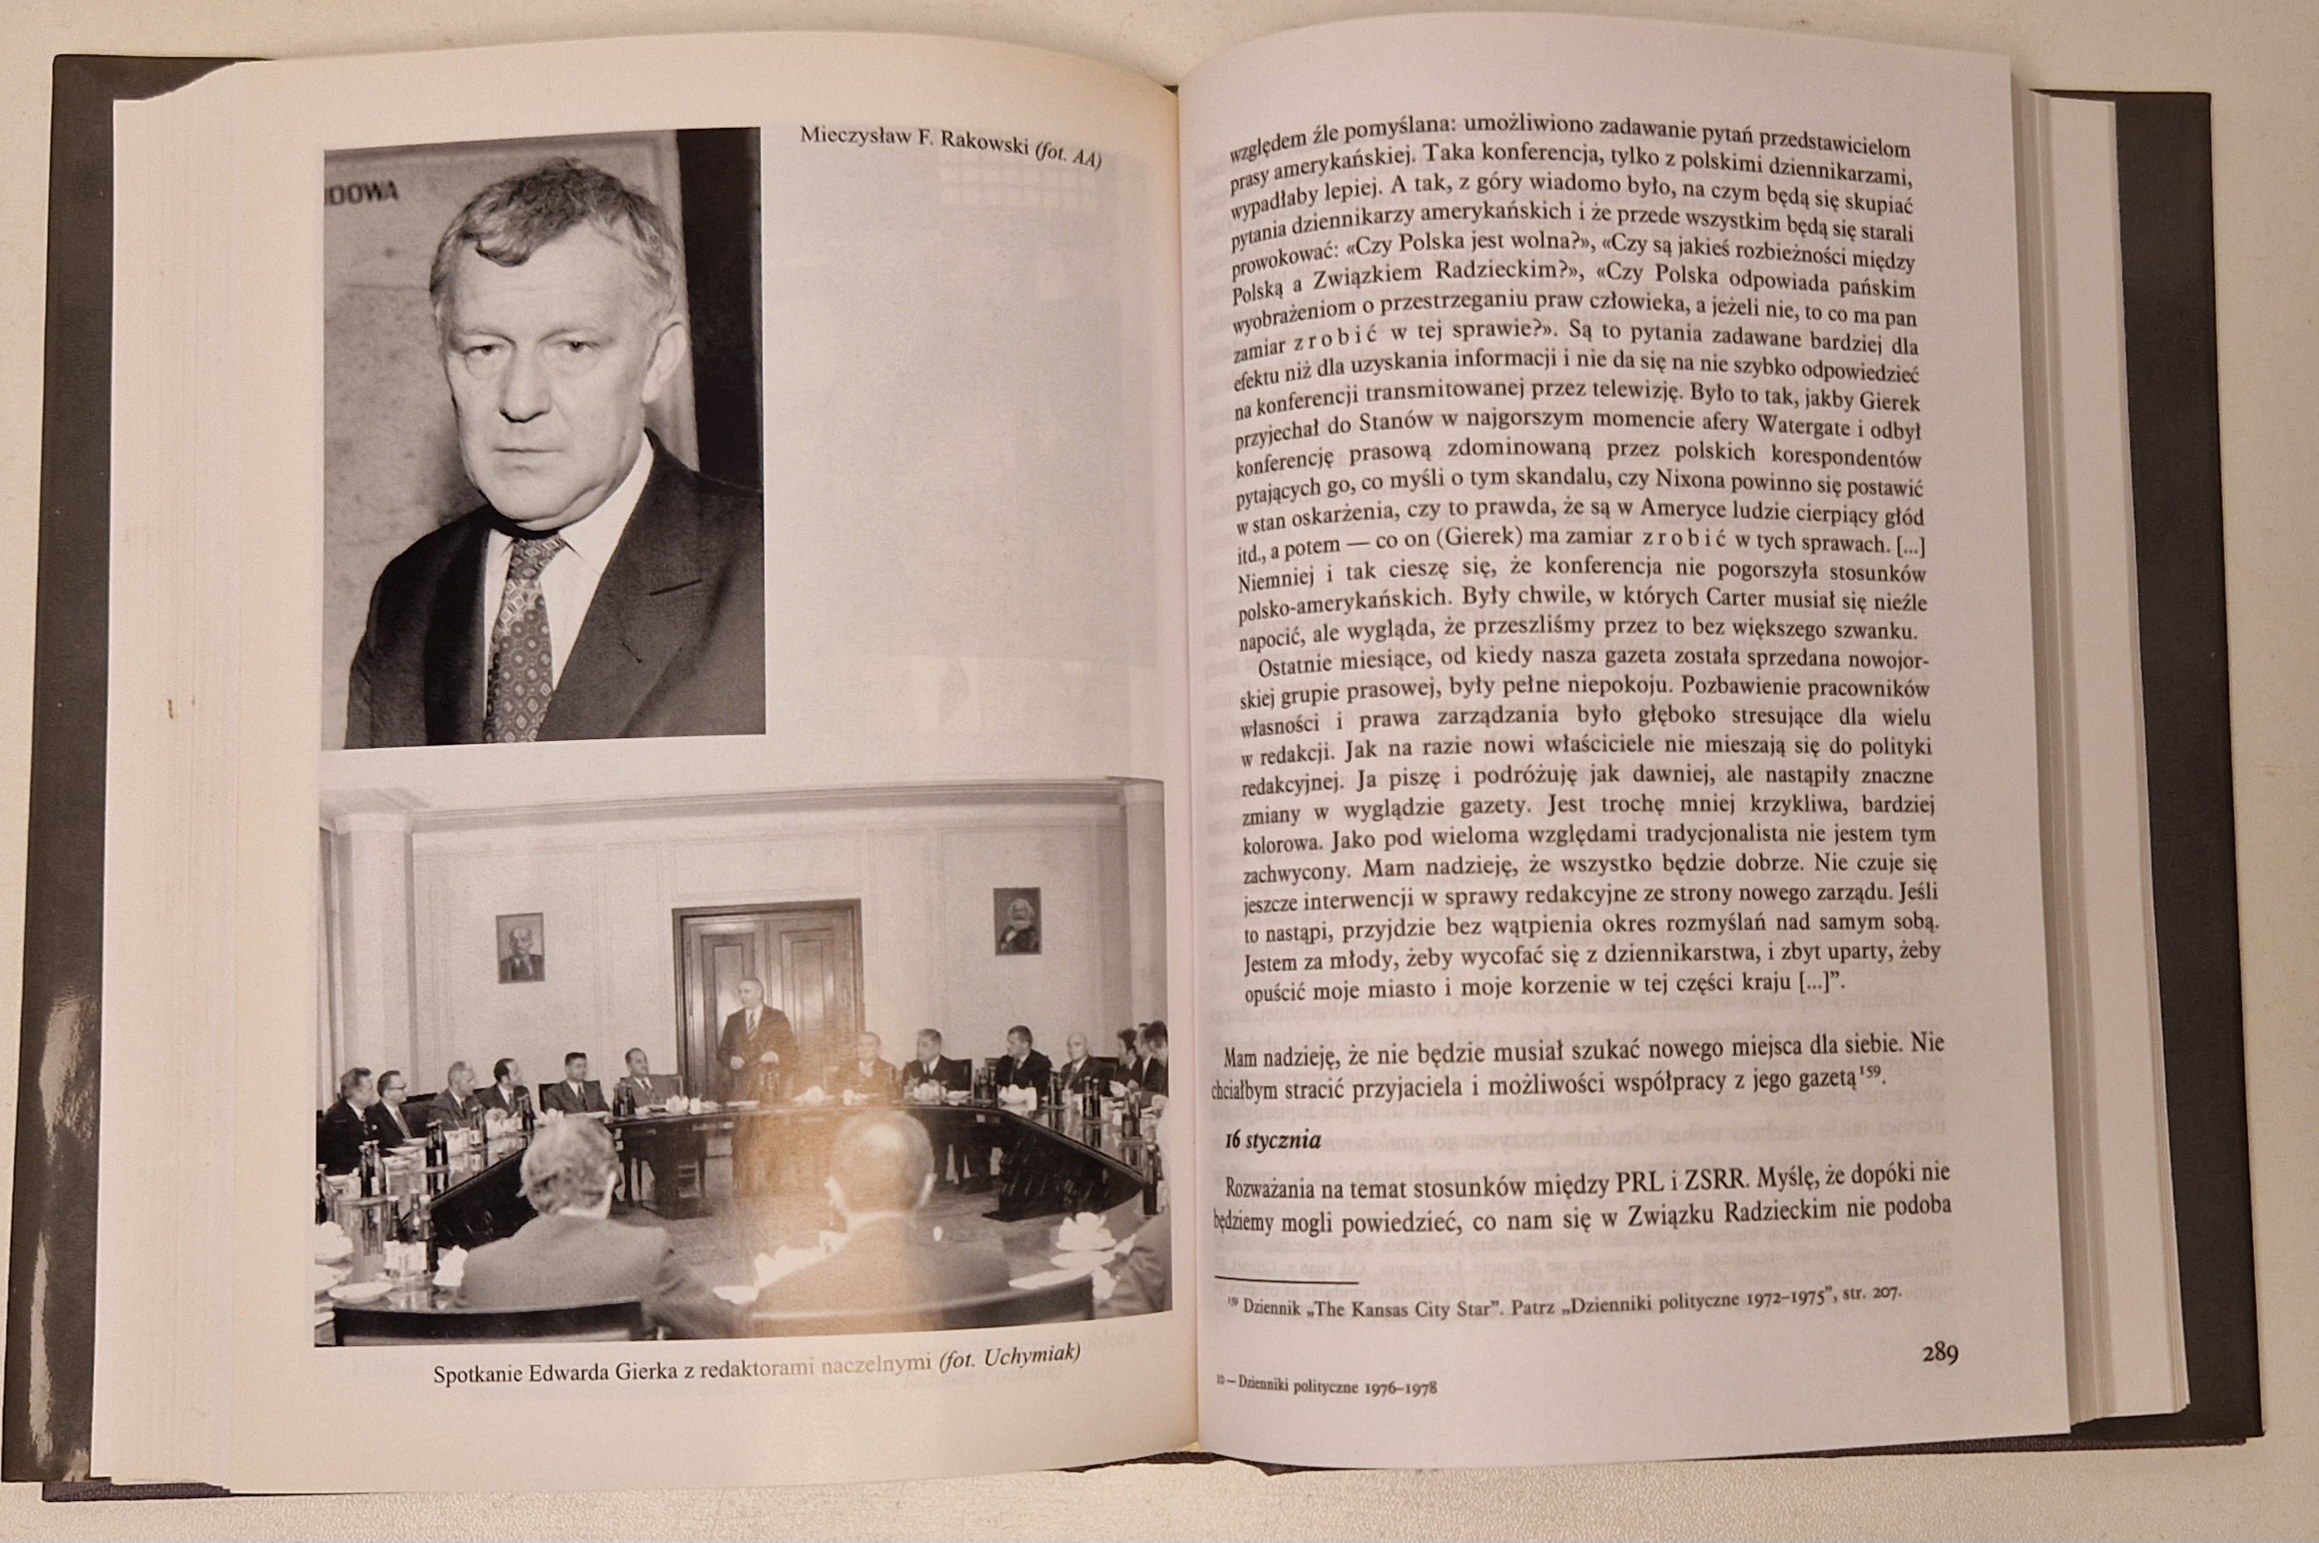 DOWA
Mieczysław F. Rakowski (fot. AA)
Spotkanie Edwarda Gierka z redaktorami naczelnymi (fot. Uchymiak)
względem źle pomyślana: umożliwiono zadawanie pytań przedstawicielom
prasy amerykańskiej. Taka konferencja, tylko z polskimi dziennikarzami,
wypadłaby lepiej. A tak, z góry wiadomo było, na czym będą się skupiać
pytania dziennikarzy amerykańskich i że przede wszystkim będą się starali
prowokować: «Czy Polska jest wolna?», «Czy są jakieś rozbieżności między
Polską a Związkiem Radzieckim?», «Czy Polska odpowiada pańskim
wyobrażeniom o przestrzeganiu praw człowieka, a jeżeli nie, to co ma pan
zamiar z r o b i ć w tej sprawie?». Są to pytania zadawane bardziej dla
efektu niż dla uzyskania informacji i nie da się na nie szybko odpowiedzieć
na konferencji transmitowanej przez telewizję. Było to tak, jakby Gierek
przyjechał do Stanów w najgorszym momencie afery Watergate i odbył
konferencję prasową zdominowaną przez polskich korespondentów
pytających go, co myśli o tym skandalu, czy Nixona powinno się postawić
w stan oskarżenia, czy to prawda, że są w Ameryce ludzie cierpiący głód
itd., a potem — co on (Gierek) ma zamiar z r o b i ć w tych sprawach. [...]
Niemniej i tak cieszę się, że konferencja nie pogorszyła stosunków
polsko-amerykańskich. Były chwile, w których Carter musiał się nieźle
napocić, ale wygląda, że przeszliśmy przez to bez większego szwanku.
Ostatnie miesiące, od kiedy nasza gazeta została sprzedana nowojor-
skiej grupie prasowej, były pełne niepokoju. Pozbawienie pracowników
własności i prawa zarządzania było głęboko stresujące dla wielu
w redakcji. Jak na razie nowi właściciele nie mieszają się do polityki
redakcyjnej. Ja piszę i podróżuję jak dawniej, ale nastąpiły znaczne
zmiany w wyglądzie gazety. Jest trochę mniej krzykliwa, bardziej
kolorowa. Jako pod wieloma względami tradycjonalista nie jestem tym
zachwycony. Mam nadzieję, że wszystko będzie dobrze. Nie czuje się
jeszcze interwencji w sprawy redakcyjne ze strony nowego zarządu. Jeśli
to nastąpi, przyjdzie bez wątpienia okres rozmyślań nad samym sobą.
Jestem za młody, żeby wycofać się z dziennikarstwa, i zbyt uparty, żeby
opuścić moje miasto i moje korzenie w tej części kraju [...]”.
Mam nadzieję, że nie będzie musiał szukać nowego miejsca dla siebie. Nie
chciałbym stracić przyjaciela i możliwości współpracy z jego gazetą¹⁵⁹.
16 stycznia
Rozważania na temat stosunków między PRL i ZSRR. Myślę, że dopóki nie
będziemy mogli powiedzieć, co nam się w Związku Radzieckim nie podoba
¹⁵⁹ Dziennik „The Kansas City Star”. Patrz „Dzienniki polityczne 1972–1975”, str. 207.
289
— Dzienniki polityczne 1976–1978